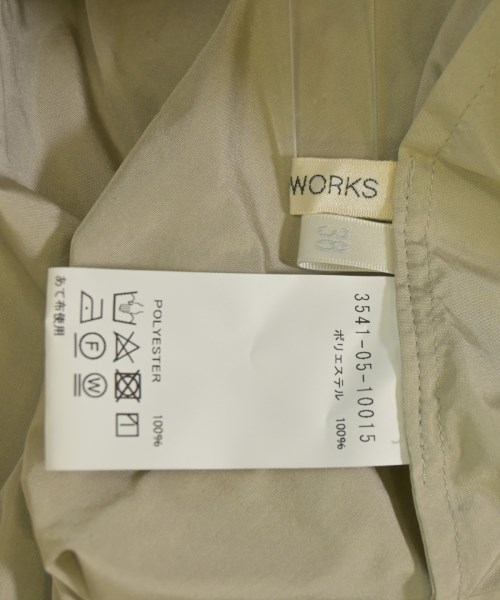 WORKS
38
3541-05-10015
ポリエステル 100%
POLYESTER 100%
F W
あて布使用